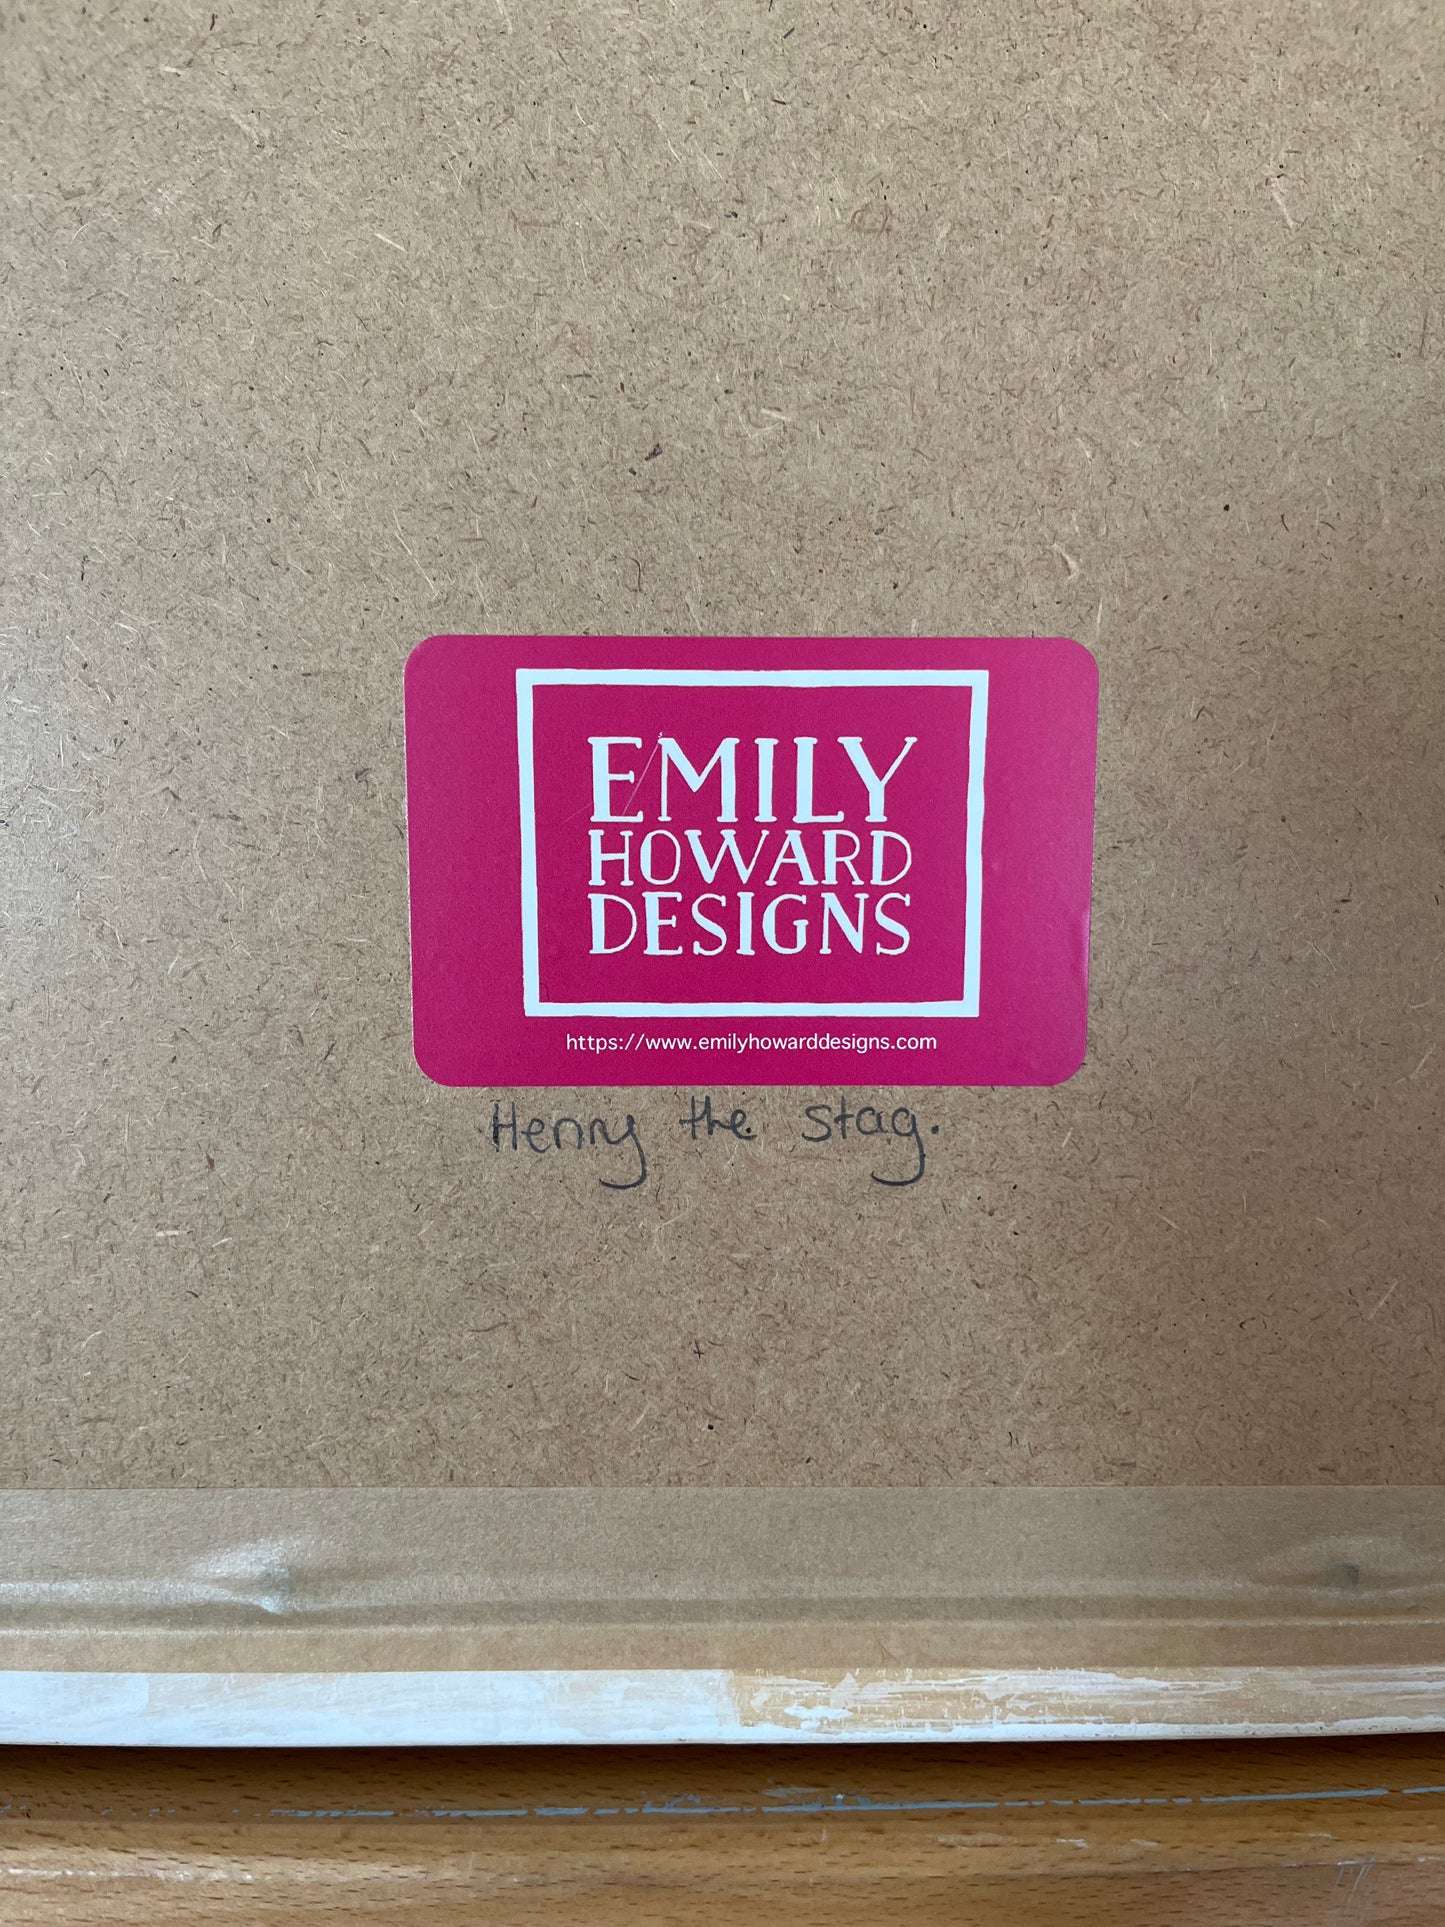 EMILY
HOWARD
DESIGNS
https://www.emilyhowarddesigns.com
Henry the stag.